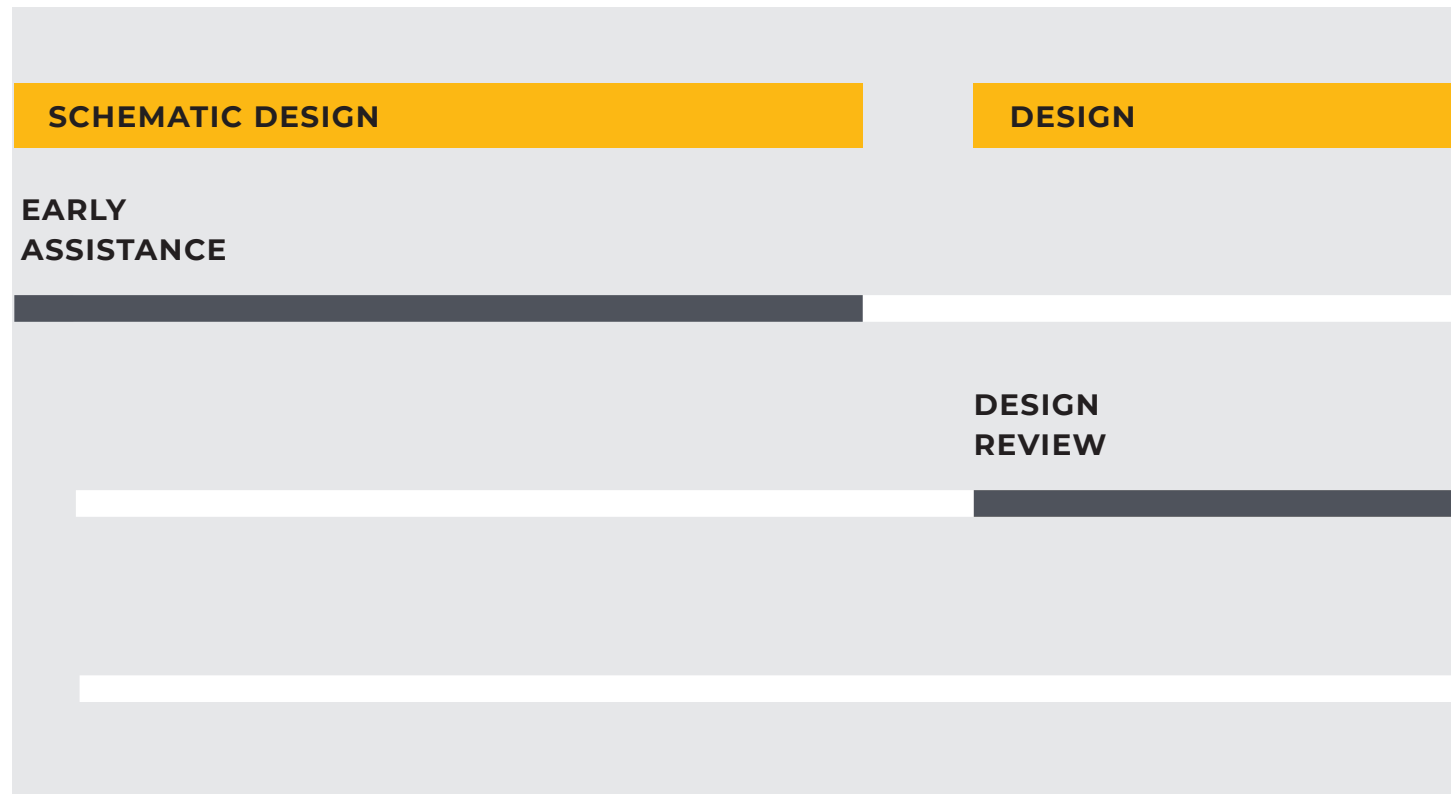 SCHEMATIC DESIGN
DESIGN
EARLY
ASSISTANCE
DESIGN
REVIEW